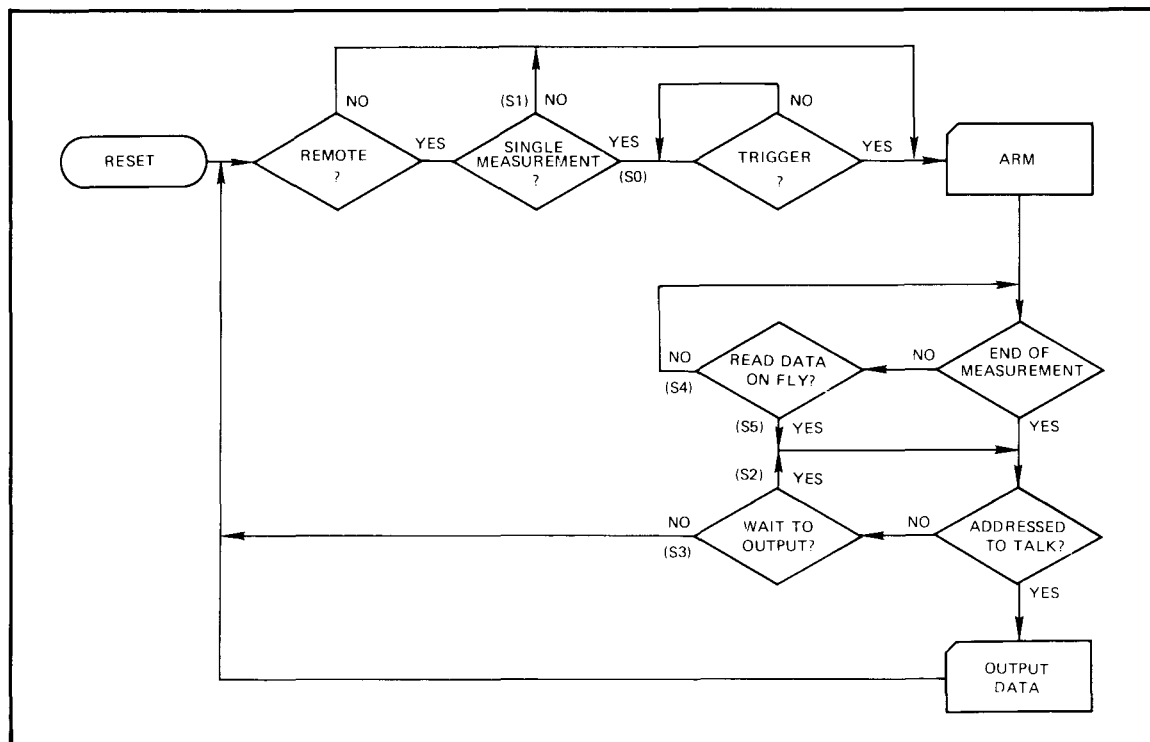 NO
(S1)
NO
NO
RESET
REMOTE
?
YES
SINGLE
MEASUREMENT
?
YES
(S0)
TRIGGER
?
YES
ARM
NO
(S4)
READ DATA
ON FLY?
NO
END OF
MEASUREMENT
(S5)
YES
YES
(S2)
YES
NO
(S3)
WAIT TO
OUTPUT?
NO
ADDRESSED
TO TALK?
YES
OUTPUT
DATA